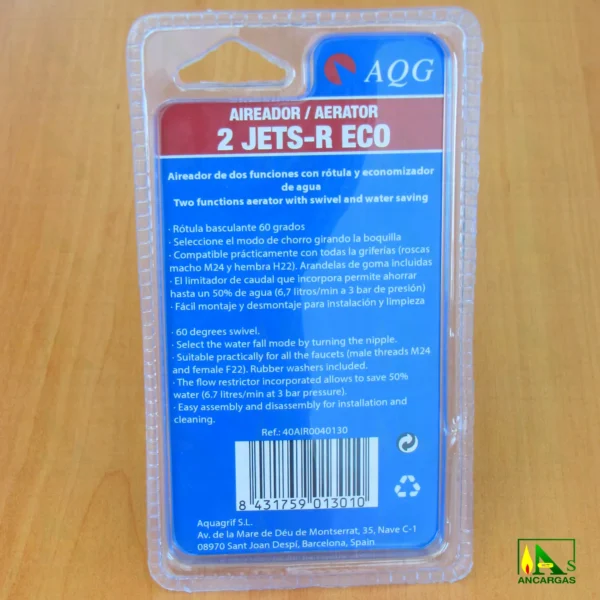 AQG
AIREADOR / AERATOR
2 JETS-R ECO
Aireador de dos funciones con rótula y economizador
de agua
Two functions aerator with swivel and water saving
· Rótula basculante 60 grados
· Seleccione el modo de chorro girando la boquilla
· Compatible prácticamente con todas la griferías (roscas
macho M24 y hembra H22). Arandelas de goma incluidas
· El limitador de caudal que incorpora permite ahorrar
hasta un 50% de agua (6,7 litros/min a 3 bar de presión)
· Fácil montaje y desmontaje para instalación y limpieza
· 60 degrees swivel.
· Select the water fall mode by turning the nipple.
· Suitable practically for all the faucets (male threads M24
and female F22). Rubber washers included.
· The flow restrictor incorporated allows to save 50%
water (6.7 litres/min at 3 bar pressure).
· Easy assembly and disassembly for installation and
cleaning.
Ref.: 40AIR0040130
8 431759 013010
Aquagrif S.L.
Av. de la Mare de Déu de Montserrat, 35, Nave C-1
08970 Sant Joan Despí, Barcelona, Spain
AS
ANCARGAS